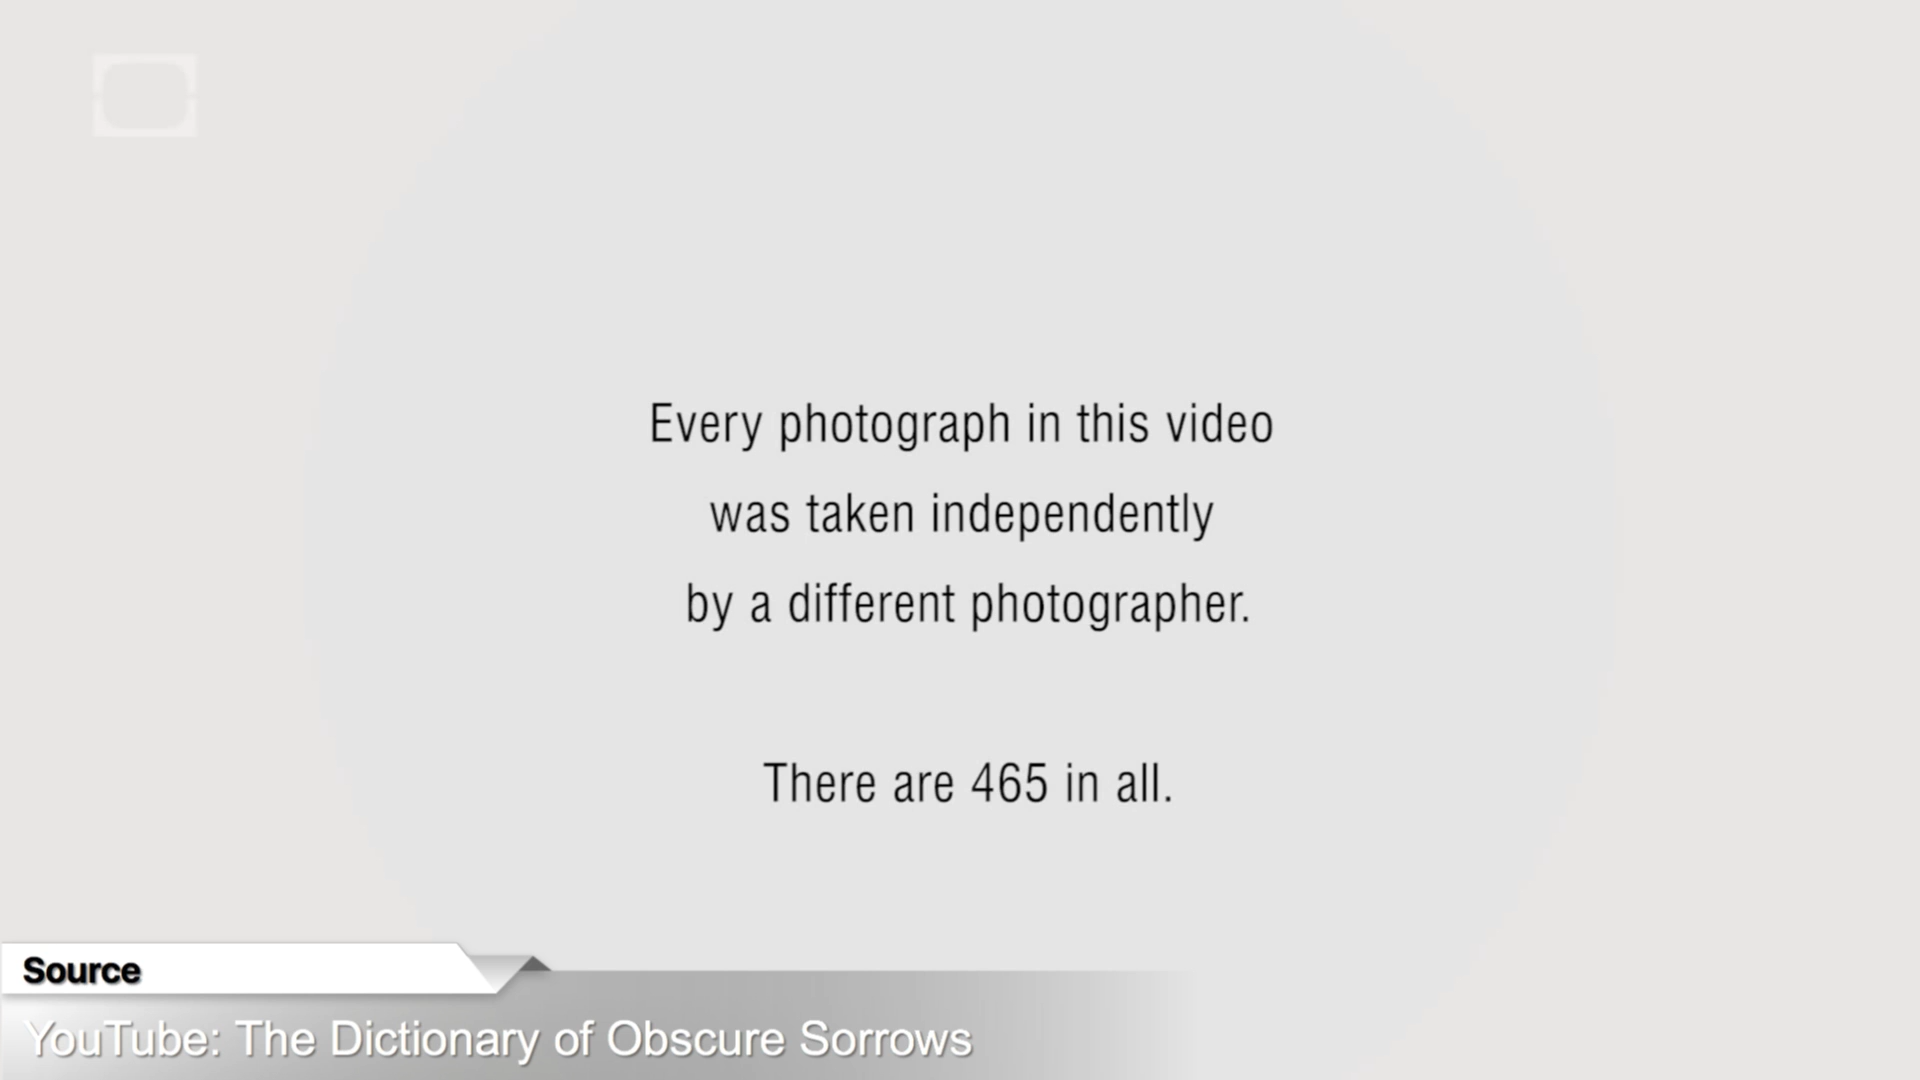 Every photograph in this video
was taken independently
by a different photographer.
There are 465 in all.
Source
YouTube: The Dictionary of Obscure Sorrows